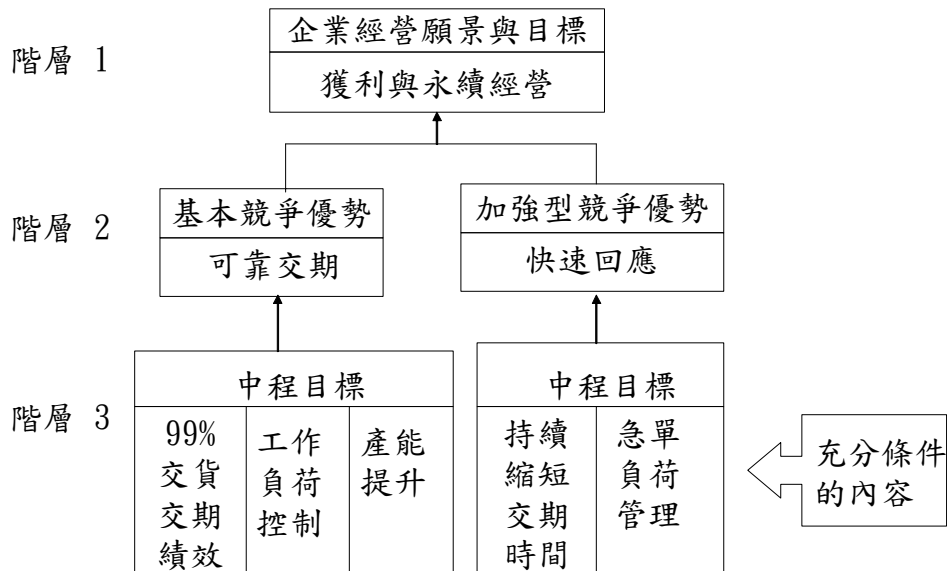 企業經營願景與目標
階層 1
獲利與永續經營
基本競爭優勢
加強型競爭優勢
階層 2
可靠交期
快速回應
中程目標
中程目標
階層 3
99%
交貨
交期
績效
工作
負荷
控制
產能
提升
持續
縮短
交期
時間
急單
負荷
管理
充分條件
的內容